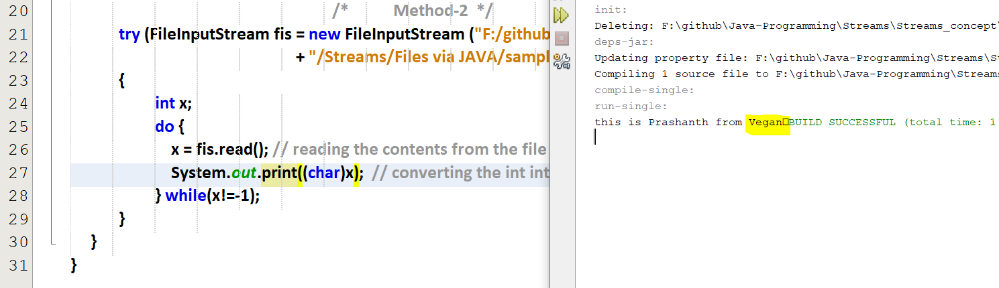 20 /* Method-2 */
21 try (FileInputStream fis = new FileInputStream ("F:/github
22 + "/Streams/Files via JAVA/sampl
23 {
24 int x;
25 do {
26 x = fis.read(); // reading the contents from the file
27 System.out.print((char)x); // converting the int int
28 } while(x!=-1);
29 }
30 }
31 }
init:
Deleting: F:\github\Java-Programming\Streams\Streams_concept\
deps-jar:
Updating property file: F:\github\Java-Programming\Streams\St
Compiling 1 source file to F:\github\Java-Programming\Streams
compile-single:
run-single:
this is Prashanth from Vegan□BUILD SUCCESSFUL (total time: 1